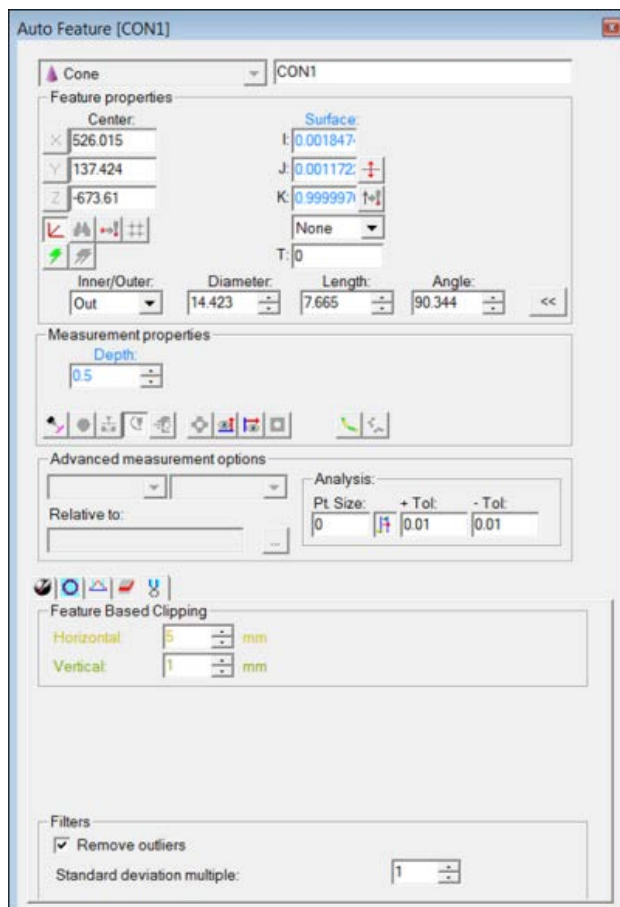 Auto Feature [CON1]
Cone CON1
Feature properties
Center: Surface:
X 526.015 I: 0.001847
Y 137.424 J: 0.001172
Z -673.61 K: 0.999997
None
T: 0
Inner/Outer: Diameter: Length: Angle:
Out 14.423 7.665 90.344 <<
Measurement properties
Depth:
0.5
Advanced measurement options
Analysis:
Pt. Size: + Tol: - Tol:
0 0.01 0.01
Relative to:
...
Feature Based Clipping
Horizontal: 5 mm
Vertical: 1 mm
Filters
Remove outliers
Standard deviation multiple: 1